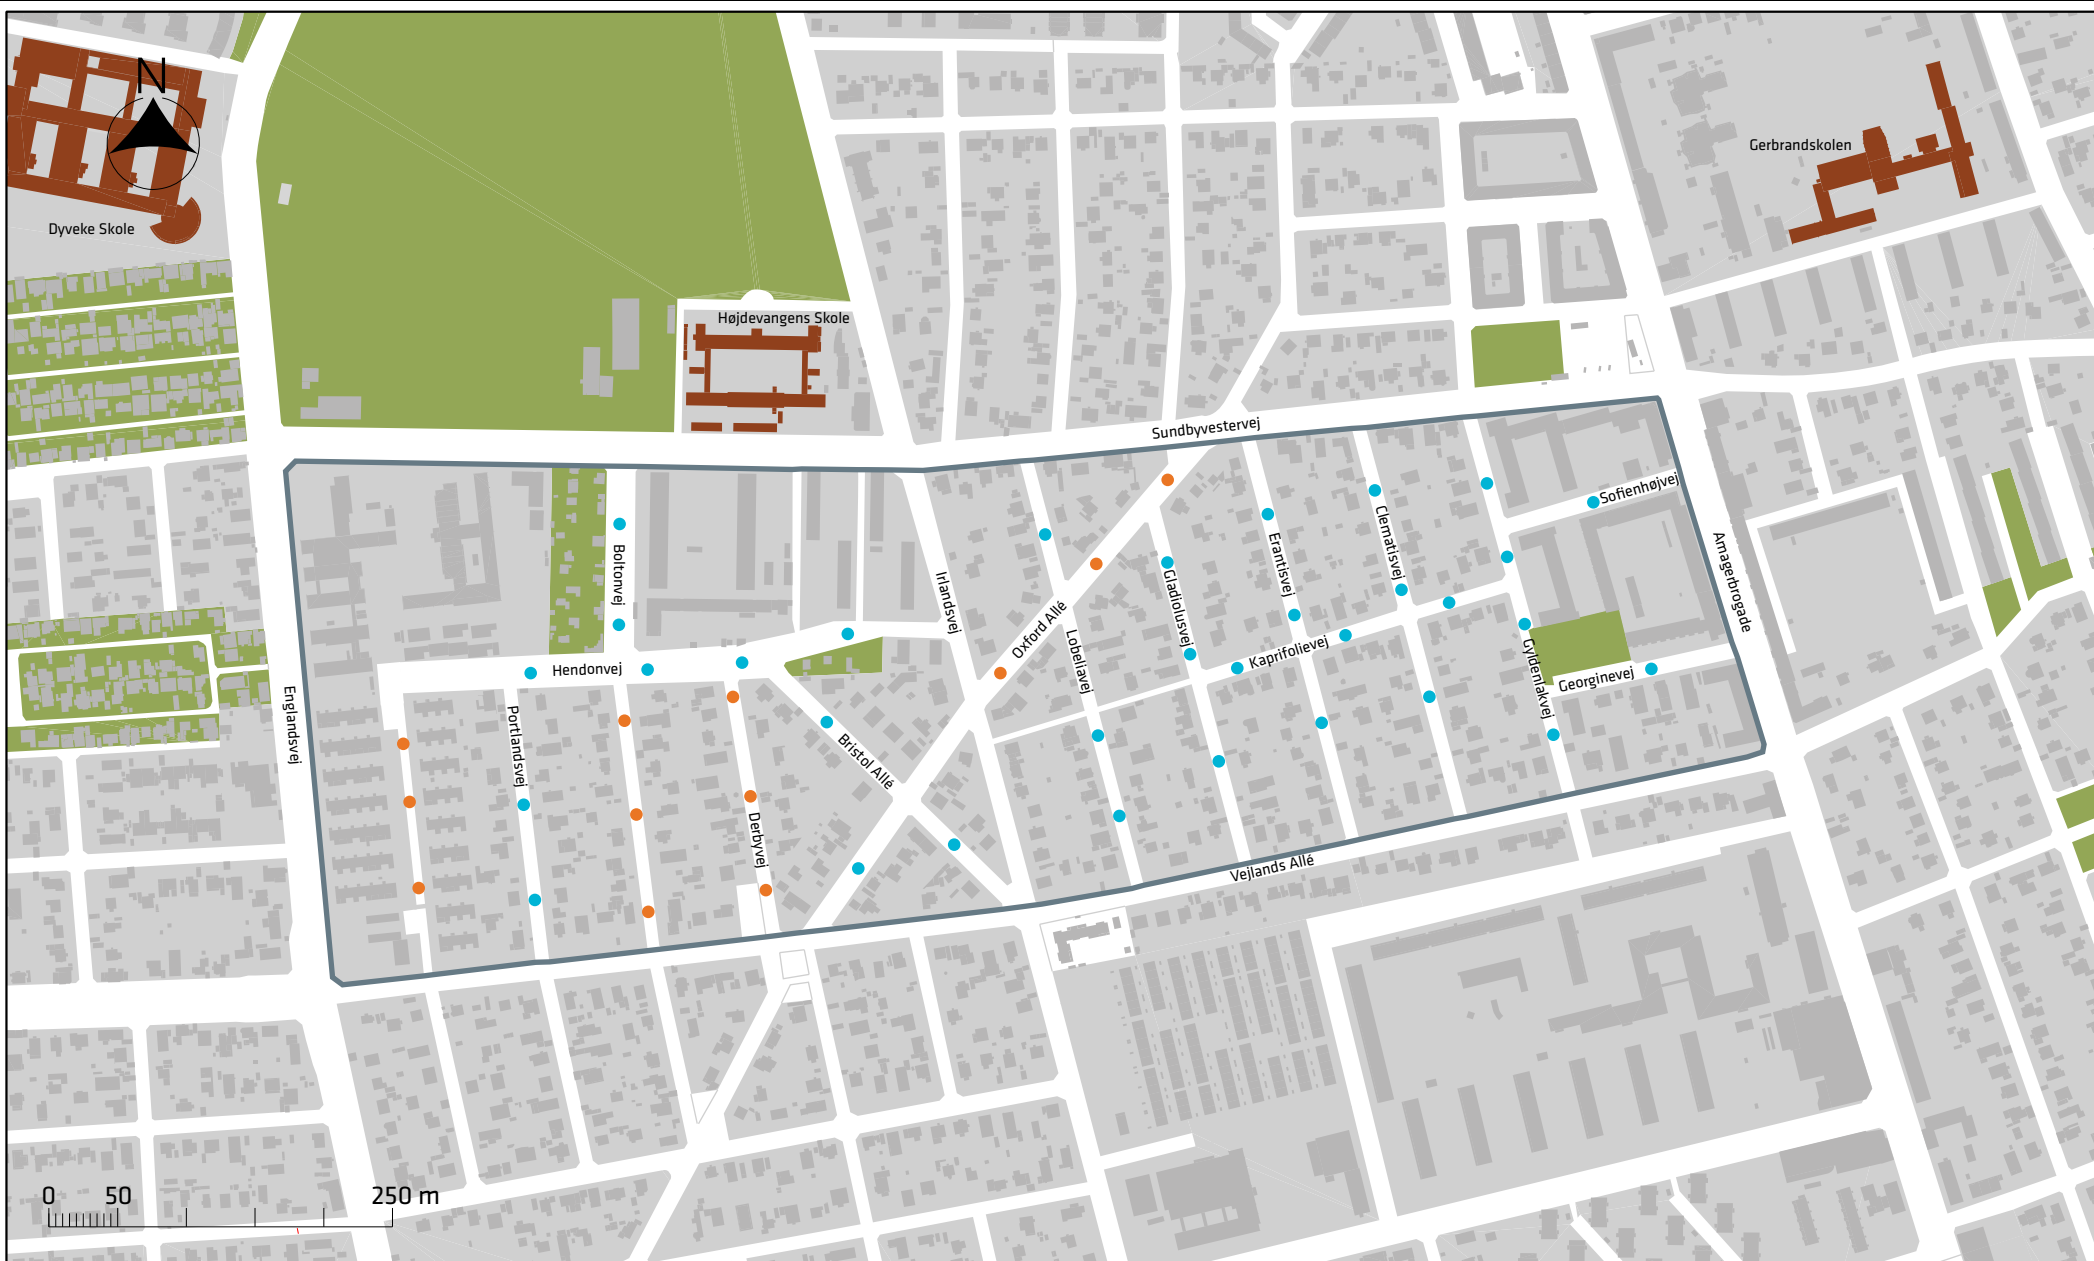 N
Gerbrandskolen
Dyveke Skole
Højdevangens Skole
Sundbyvestervej
Sofienhøjvej
Clematisvej
Erantisvej
Amagerbrogade
Boltonvej
Irlandsvej
Gladiolusvej
Oxford Allé
Lobeliavej
Kaprifolievej
Gyldenlakvej
Hendonvej
Georginevej
Englandsvej
Portlandsvej
Bristol Allé
Derbyvej
Vejlands Allé
0 50 250 m